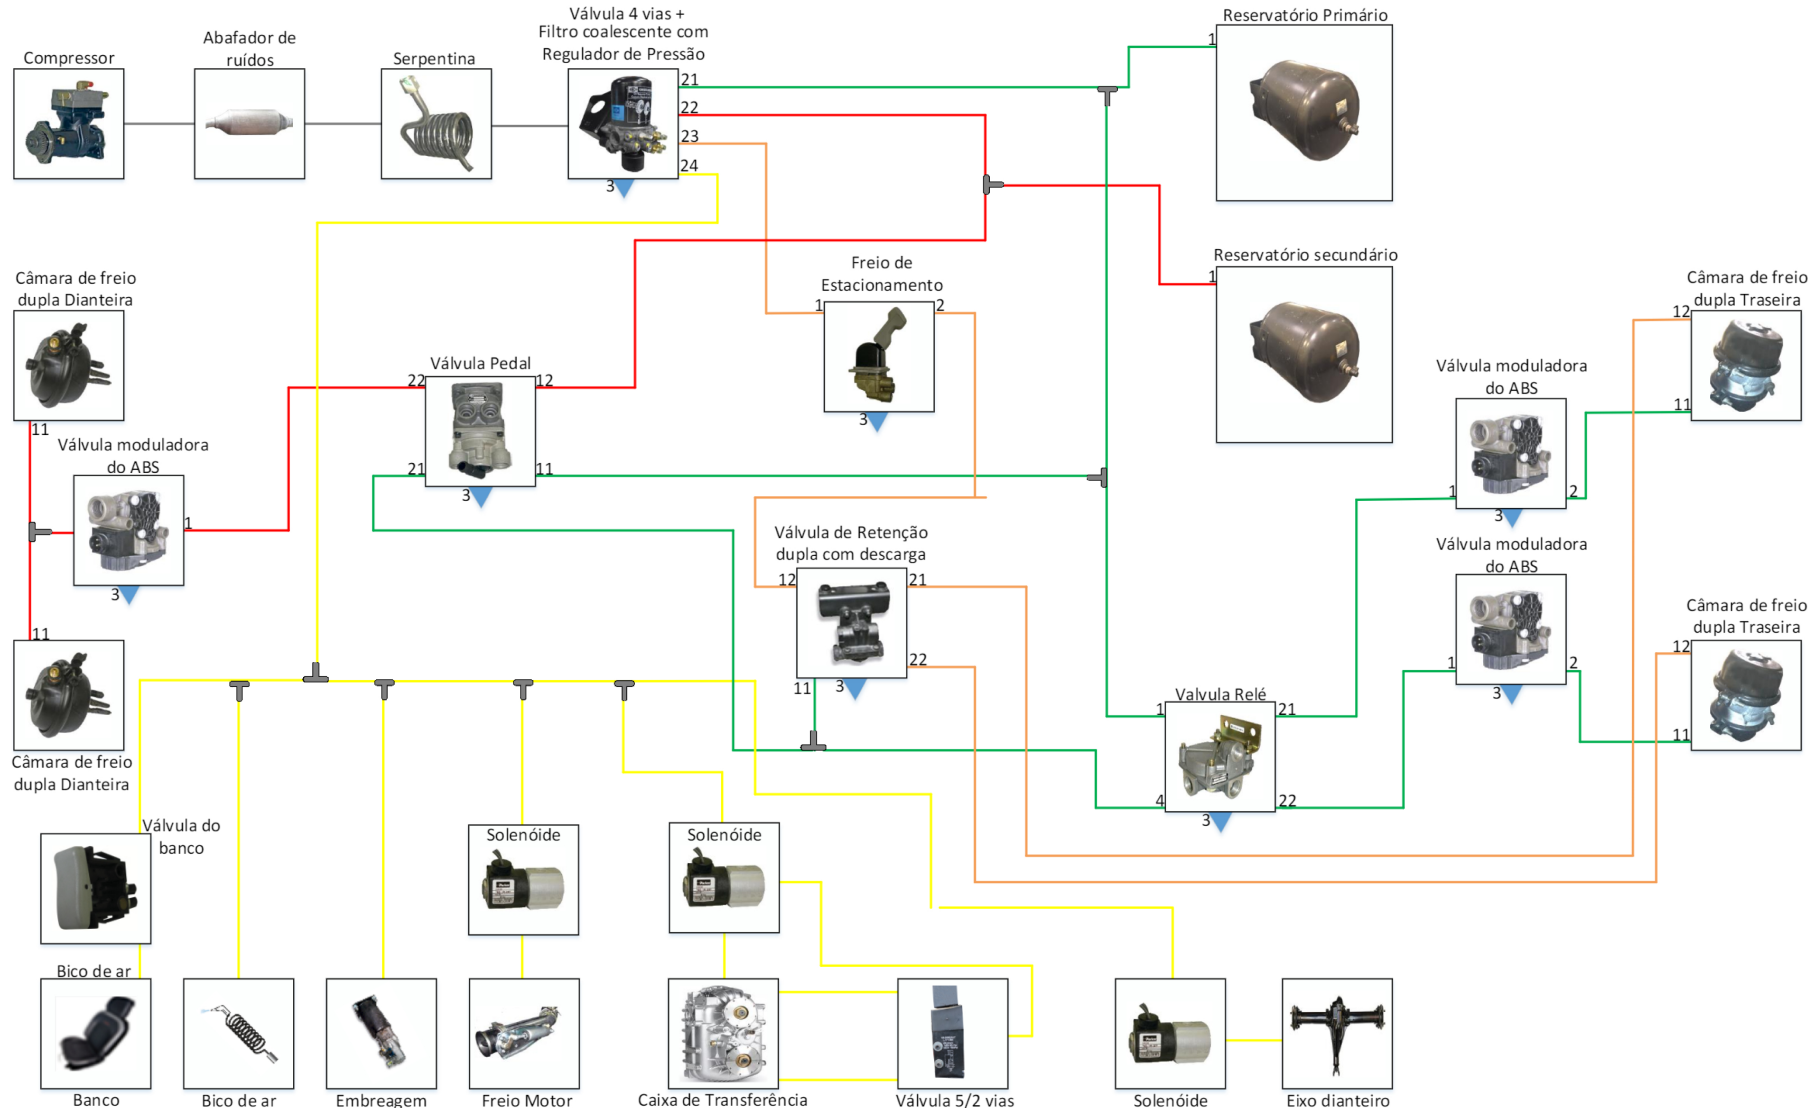 Válvula 4 vias +
Filtro coalescente com
Regulador de Pressão
Reservatório Primário
Compressor
Abafador de
ruídos
Serpentina
21
22
23
24
3
1
Reservatório secundário
1
Câmara de freio
dupla Dianteira
11
Freio de
Estacionamento
1
2
3
Câmara de freio
dupla Traseira
12
11
Válvula Pedal
22
12
21
11
3
Válvula moduladora
do ABS
1
2
3
Válvula moduladora
do ABS
1
3
11
Câmara de freio
dupla Dianteira
Válvula de Retenção
dupla com descarga
12
21
22
11
3
Válvula moduladora
do ABS
1
2
3
Câmara de freio
dupla Traseira
12
11
Valvula Relé
1
21
4
22
3
Válvula do
banco
Solenóide
Solenóide
Bico de ar
Banco
Bico de ar
Embreagem
Freio Motor
Caixa de Transferência
Válvula 5/2 vias
Solenóide
Eixo dianteiro